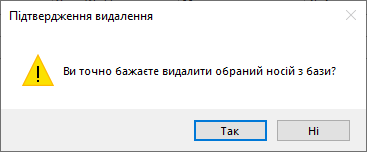 Підтвердження видалення
Ви точно бажаєте видалити обраний носій з бази?
Так
Ні